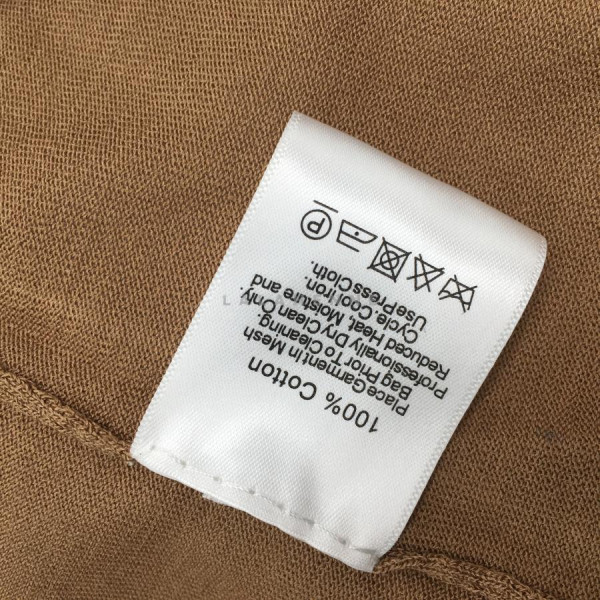 100% Cotton
Place Garment In Mesh
Bag Prior To Cleaning.
Professionally Dry Clean Only.
Reduced Heat, Moisture and
Cycle. Cool Iron.
Use Press Cloth.
P